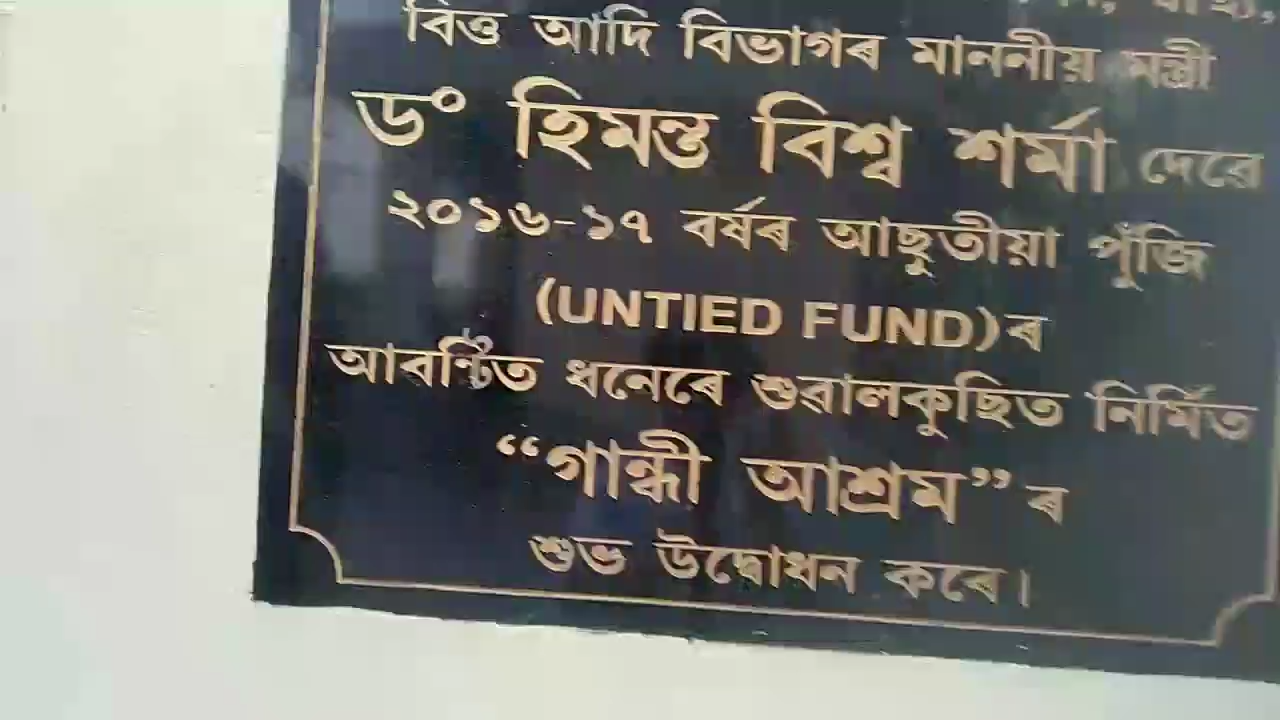 বিত্ত আদি বিভাগৰ মাননীয় মন্ত্ৰী
ড° হিমন্ত বিশ্ব শৰ্মা দেৱে
২০১৬-১৭ বৰ্ষৰ আছুতীয়া পুঁজি
(UNTIED FUND)ৰ
আবণ্টিত ধনেৰে শুৱালকুছিত নিৰ্মিত
“গান্ধী আশ্ৰম”ৰ
শুভ উদ্বোধন কৰে।